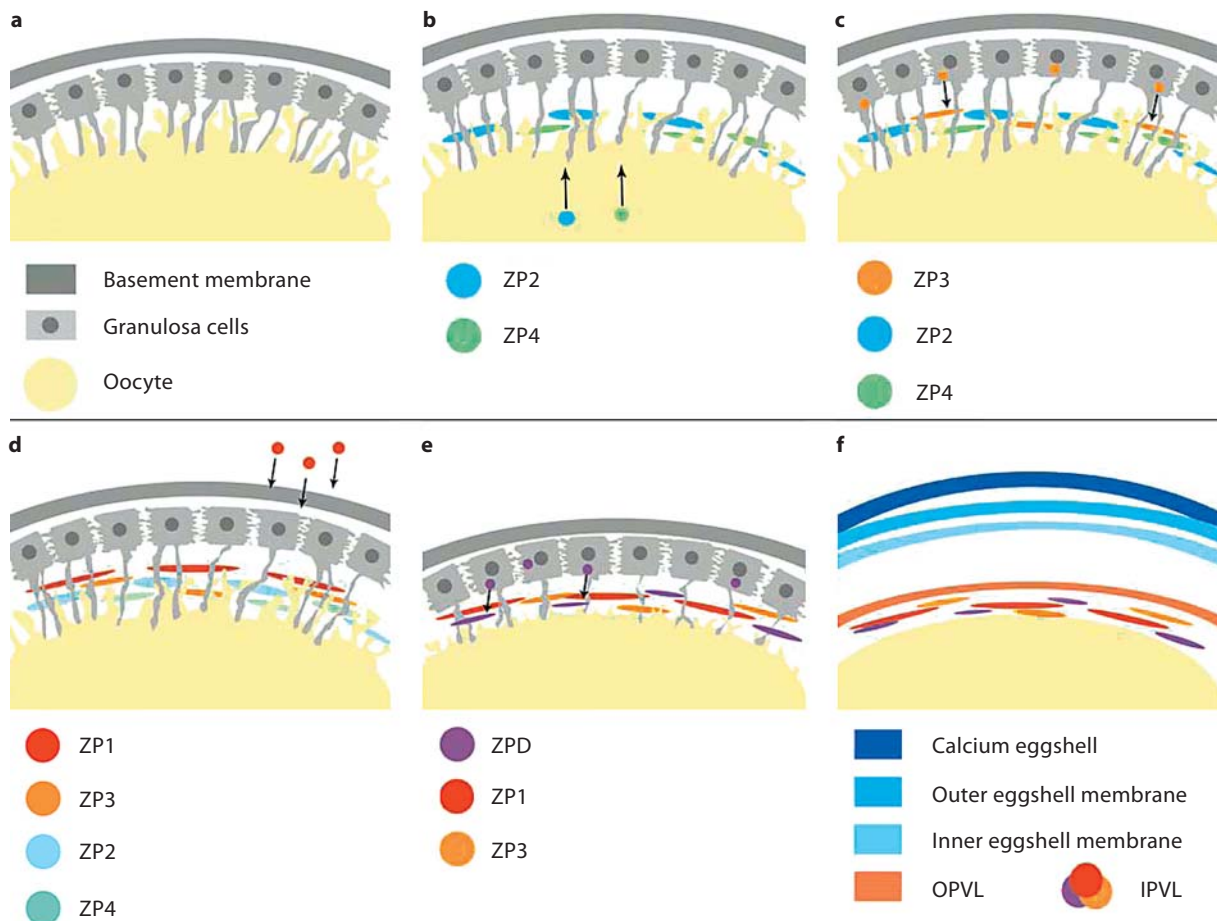 a
b
c
Basement membrane
Granulosa cells
Oocyte
ZP2
ZP4
ZP3
ZP2
ZP4
d
e
f
ZP1
ZP3
ZP2
ZP4
ZPD
ZP1
ZP3
Calcium eggshell
Outer eggshell membrane
Inner eggshell membrane
OPVL
IPVL